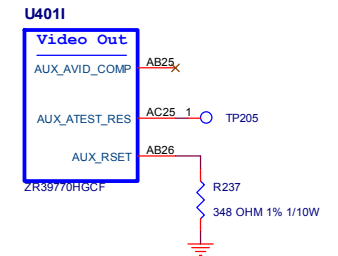 U401I
Video Out
AUX_AVID_COMP AB25
AUX_ATEST_RES AC25 1 TP205
AUX_RSET AB26
ZR39770HGCF
R237
348 OHM 1% 1/10W